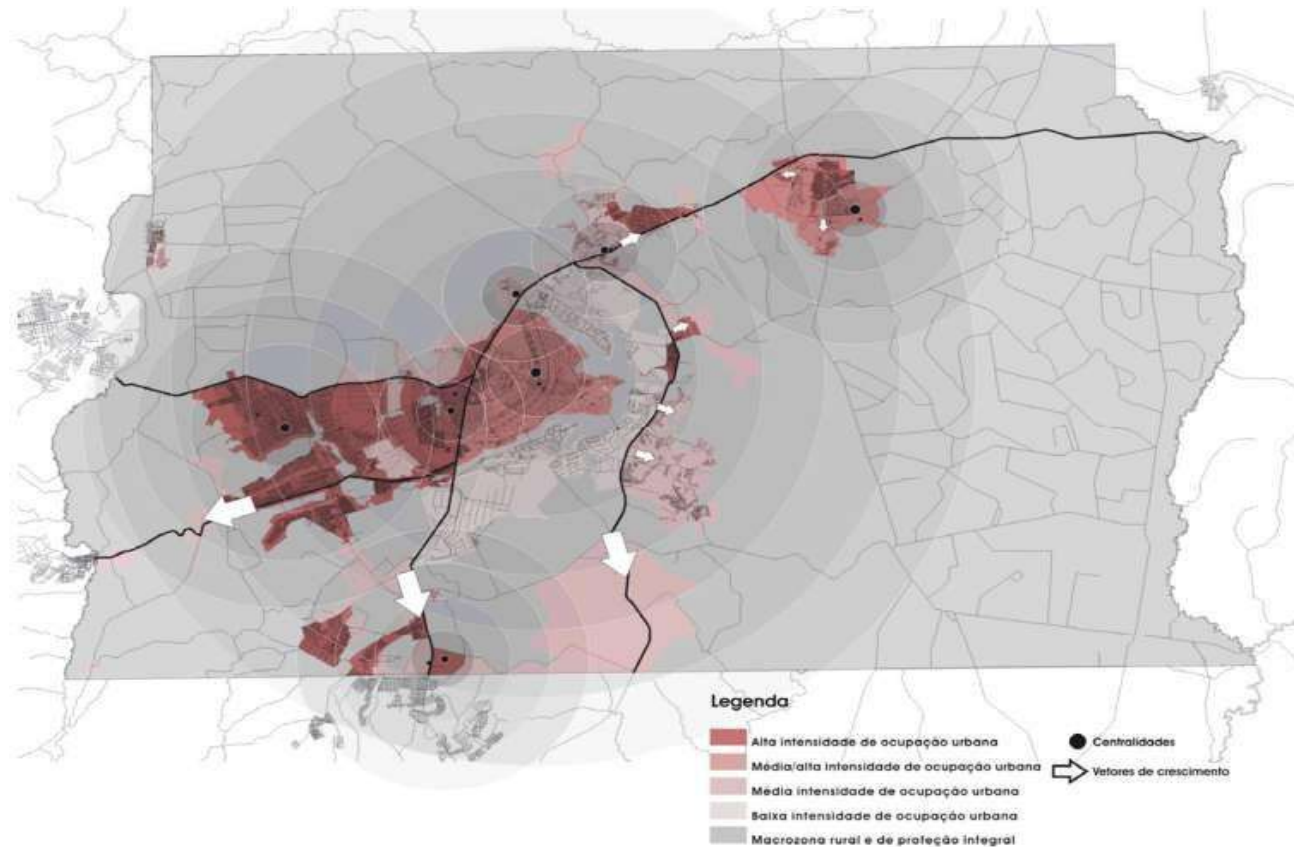 Legenda
Alta intensidade de ocupação urbana
Média/alta intensidade de ocupação urbana
Média intensidade de ocupação urbana
Baixa intensidade de ocupação urbana
Macrozona rural e de proteção integral
Centralidades
Vetores de crescimento